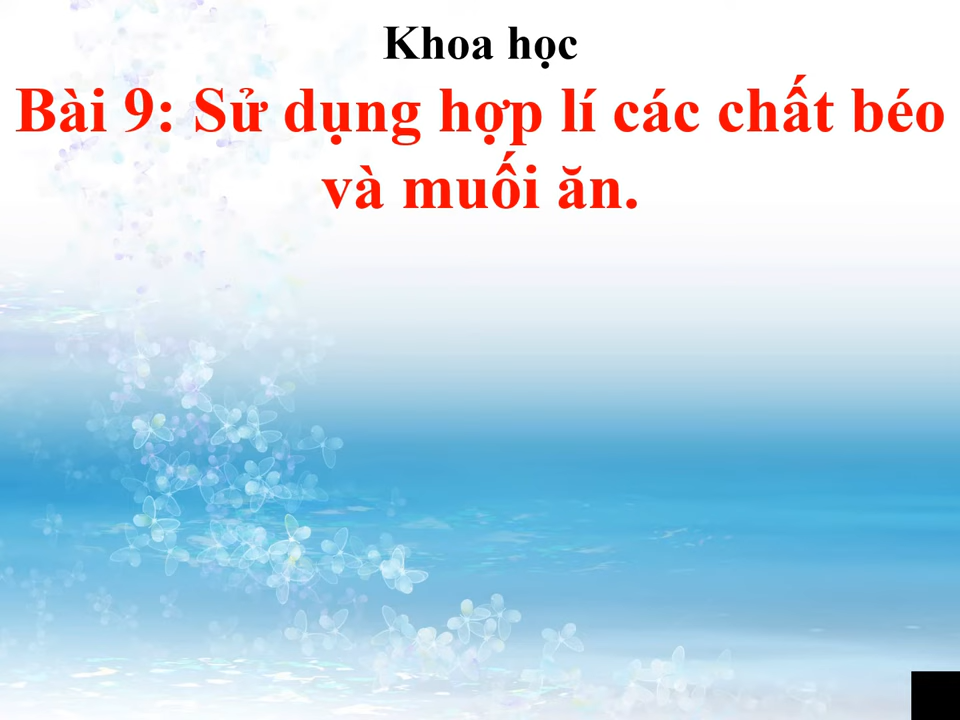 Khoa học
Bài 9: Sử dụng hợp lí các chất béo
và muối ăn.